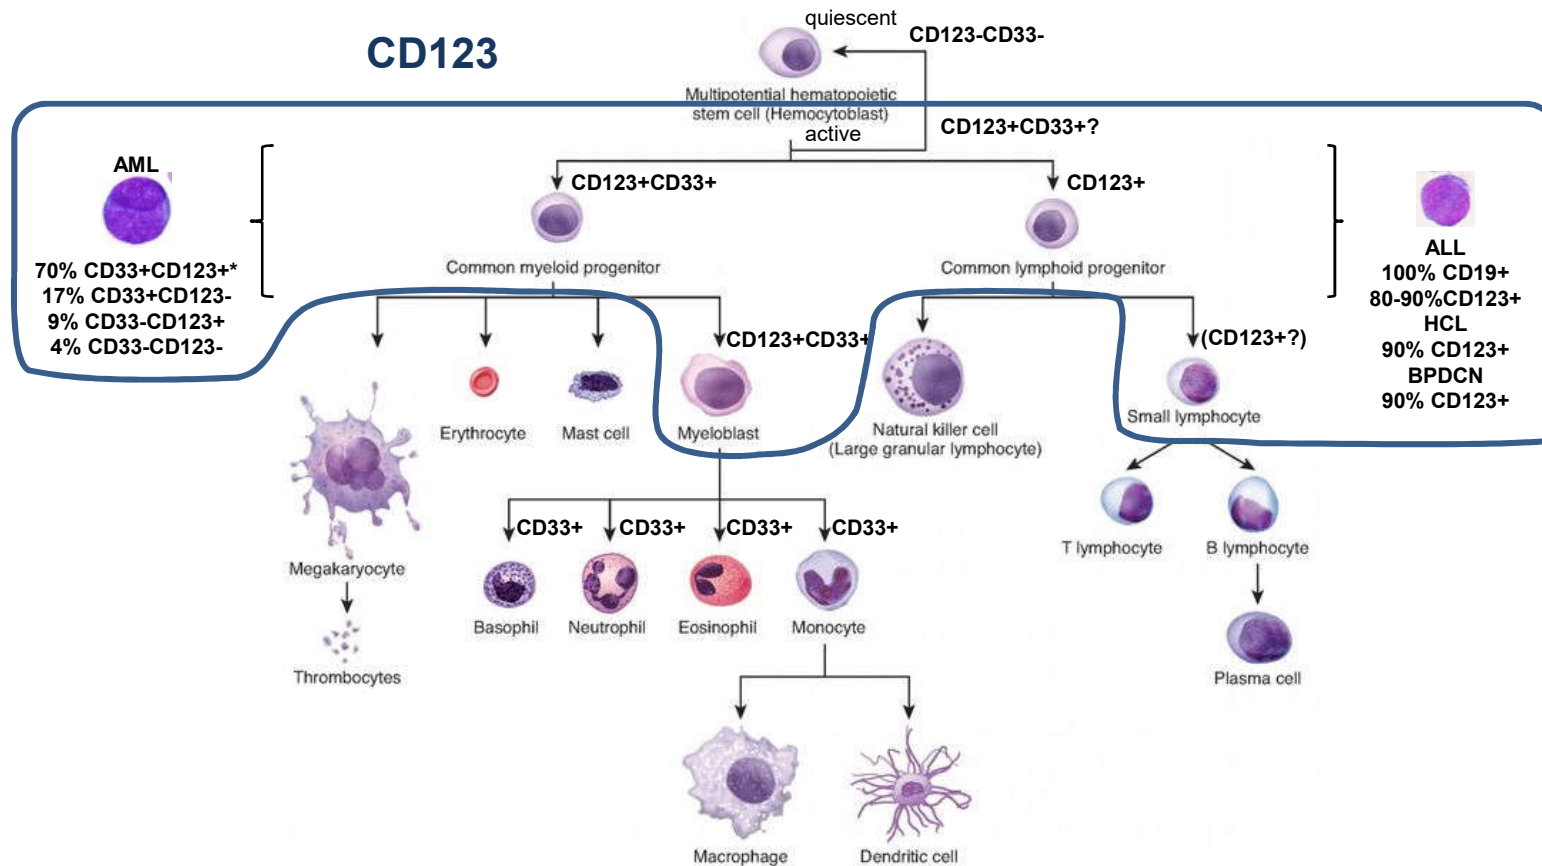 CD123
quiescent
CD123-CD33-
Multipotential hematopoietic
stem cell (Hemocytoblast)
active
CD123+CD33+?
AML
70% CD33+CD123+*
17% CD33+CD123-
9% CD33-CD123+
4% CD33-CD123-
CD123+CD33+
Common myeloid progenitor
CD123+
Common lymphoid progenitor
ALL
100% CD19+
80-90%CD123+
HCL
90% CD123+
BPDCN
90% CD123+
Megakaryocyte
Thrombocytes
Erythrocyte
Mast cell
CD123+CD33+
Myeloblast
Natural killer cell
(Large granular lymphocyte)
(CD123+?)
Small lymphocyte
CD33+
CD33+
CD33+
CD33+
Basophil
Neutrophil
Eosinophil
Monocyte
T lymphocyte
B lymphocyte
Plasma cell
Macrophage
Dendritic cell